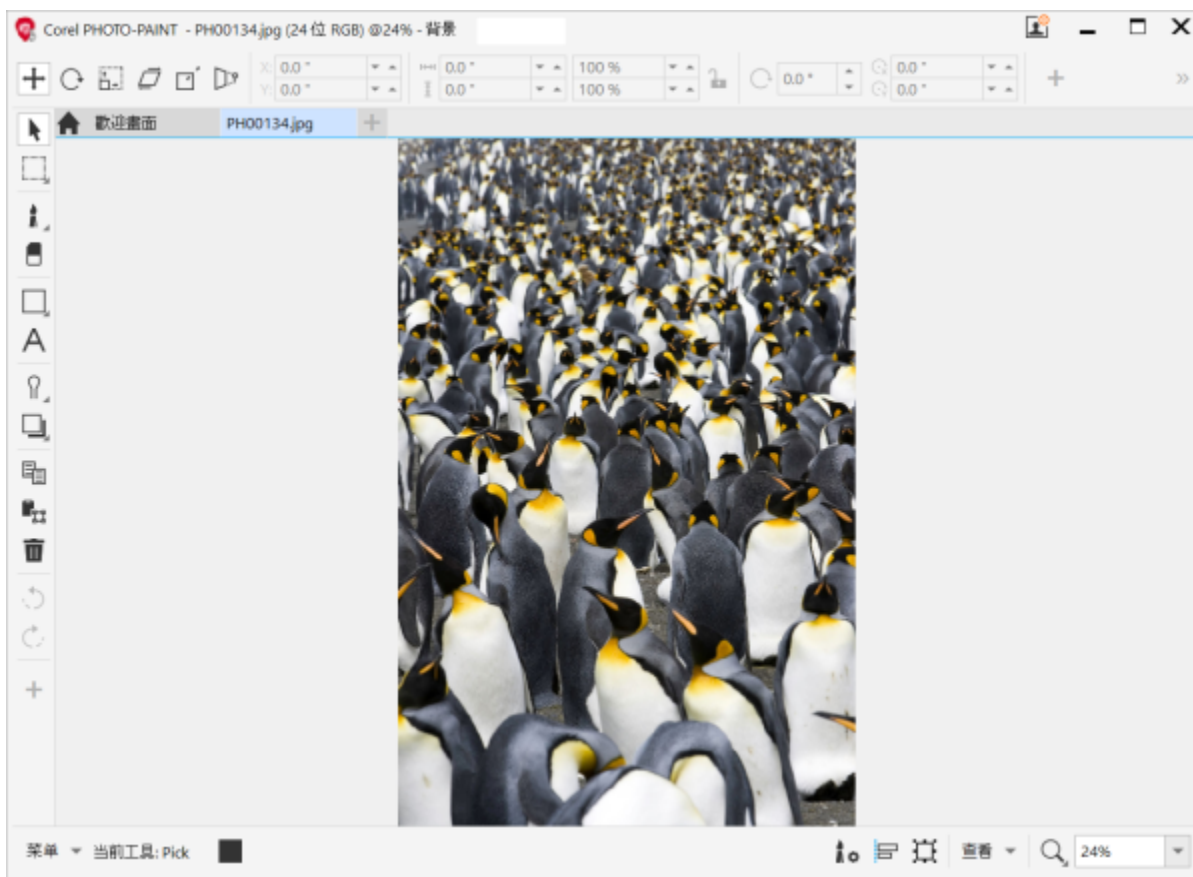 Corel PHOTO-PAINT - PH00134.jpg (24 位 RGB) @24% - 背景
X: 0.0 " 0.0 " 100 % 0.0 ° 0.0 "
Y: 0.0 " 0.0 " 100 % 0.0 "
歡迎畫面 PH00134.jpg
A
菜单 当前工具: Pick 查看 24%